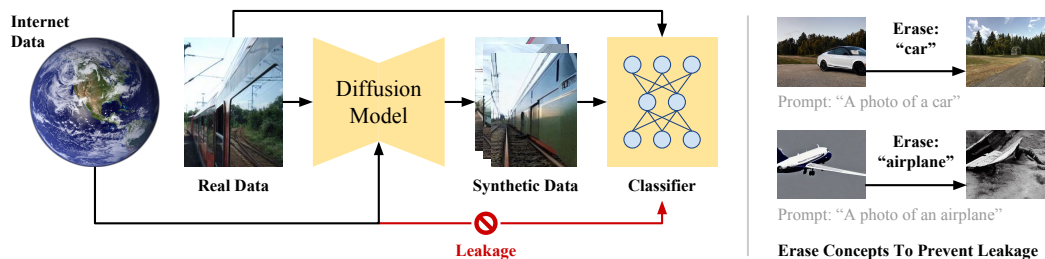 Internet
Data
Diffusion
Model
Real Data
Synthetic Data
Classifier
Leakage
Erase:
“car”
Prompt: “A photo of a car”
Erase:
“airplane”
Prompt: “A photo of an airplane”
Erase Concepts To Prevent Leakage